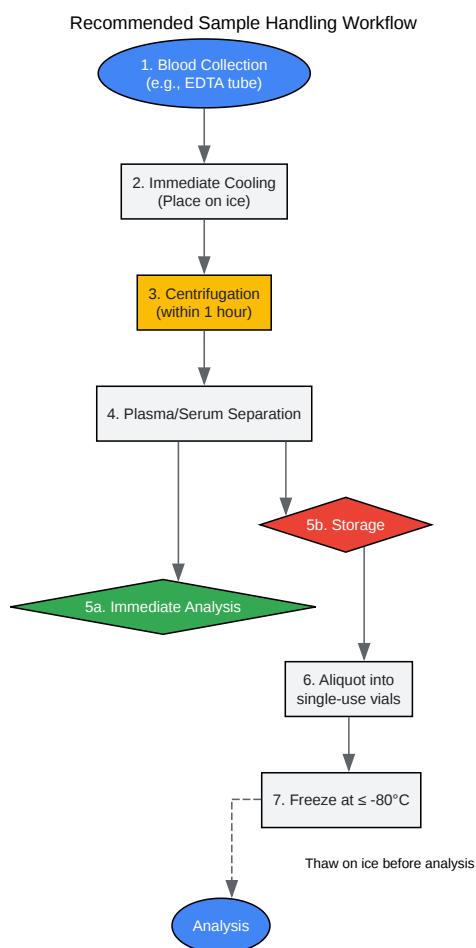 Recommended Sample Handling Workflow
1. Blood Collection
(e.g., EDTA tube)
2. Immediate Cooling
(Place on ice)
3. Centrifugation
(within 1 hour)
4. Plasma/Serum Separation
5b. Storage
5a. Immediate Analysis
6. Aliquot into
single-use vials
7. Freeze at ≤ -80°C
Thaw on ice before analysis
Analysis